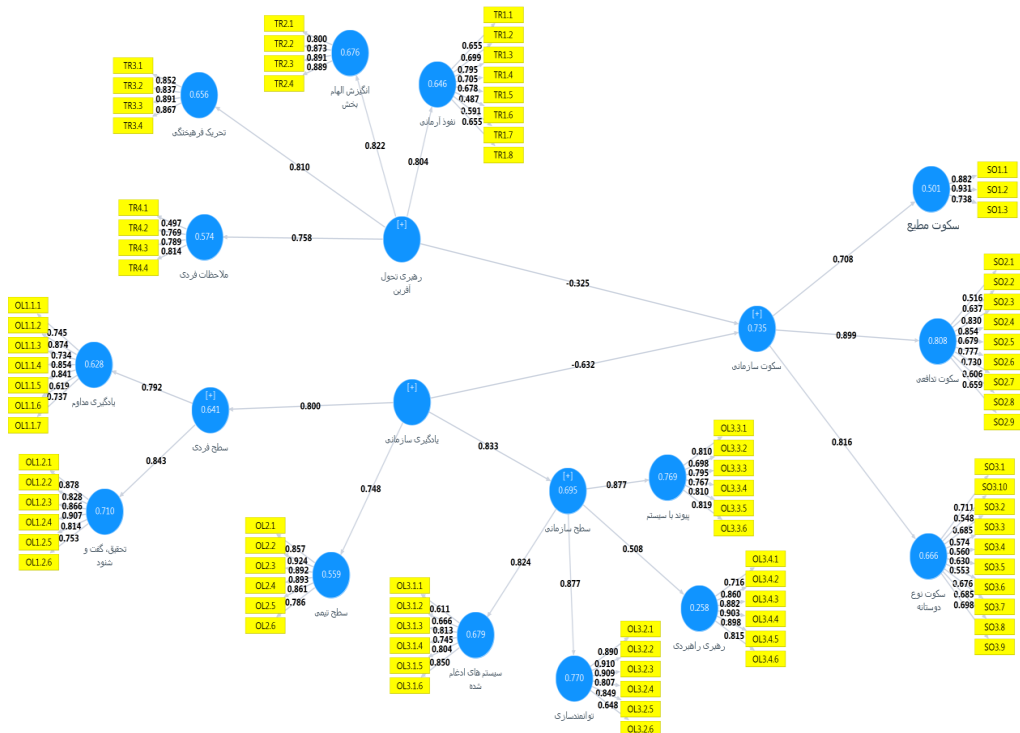 TR1.1
TR1.2
TR1.3
TR1.4
TR1.5
TR1.6
TR1.7
TR1.8
0.655
0.699
0.795
0.705
0.678
0.487
0.591
0.655
0.646
نفوذ آرمانی
TR2.1
TR2.2
TR2.3
TR2.4
0.800
0.873
0.891
0.889
0.676
انگیزش الهام
بخش
TR3.1
TR3.2
TR3.3
TR3.4
0.852
0.837
0.891
0.867
0.656
تحریک فرهیختگی
0.810
0.822
0.804
TR4.1
TR4.2
TR4.3
TR4.4
0.497
0.769
0.789
0.814
0.574
ملاحظات فردی
0.758
[+]
رهبری تحول
آفرین
-0.325
SO1.1
SO1.2
SO1.3
0.882
0.931
0.738
0.501
سکوت مطیع
0.708
[+]
0.735
سکوت سازمانی
0.899
SO2.1
SO2.2
SO2.3
SO2.4
SO2.5
SO2.6
SO2.7
SO2.8
SO2.9
0.516
0.637
0.830
0.854
0.679
0.777
0.730
0.606
0.659
0.808
سکوت تدافعی
0.816
-0.632
OL1.1.1
OL1.1.2
OL1.1.3
OL1.1.4
OL1.1.5
OL1.1.6
OL1.1.7
0.745
0.874
0.734
0.854
0.841
0.619
0.737
0.628
یادگیری مداوم
0.792
[+]
0.641
سطح فردی
0.800
[+]
یادگیری سازمانی
0.843
OL1.2.1
OL1.2.2
OL1.2.3
OL1.2.4
OL1.2.5
OL1.2.6
0.878
0.828
0.866
0.907
0.814
0.753
0.710
تحقیق، گفت و
شنود
0.748
0.833
OL2.1
OL2.2
OL2.3
OL2.4
OL2.5
OL2.6
0.857
0.924
0.892
0.893
0.861
0.786
0.559
سطح تیمی
[+]
0.695
سطح سازمانی
0.877
OL3.3.1
OL3.3.2
OL3.3.3
OL3.3.4
OL3.3.5
OL3.3.6
0.810
0.698
0.795
0.767
0.810
0.819
0.769
پیوند با سیستم
0.824
0.877
0.508
OL3.1.1
OL3.1.2
OL3.1.3
OL3.1.4
OL3.1.5
OL3.1.6
0.611
0.666
0.813
0.745
0.804
0.850
0.679
سیستم های ادغام
شده
OL3.2.1
OL3.2.2
OL3.2.3
OL3.2.4
OL3.2.5
OL3.2.6
0.890
0.910
0.909
0.807
0.849
0.648
0.770
توانمندسازی
OL3.4.1
OL3.4.2
OL3.4.3
OL3.4.4
OL3.4.5
OL3.4.6
0.716
0.860
0.882
0.903
0.898
0.815
0.258
رهبری راهبردی
SO3.1
SO3.10
SO3.2
SO3.3
SO3.4
SO3.5
SO3.6
SO3.7
SO3.8
SO3.9
0.711
0.548
0.685
0.574
0.560
0.630
0.553
0.676
0.685
0.698
0.666
سکوت نوع
دوستانه